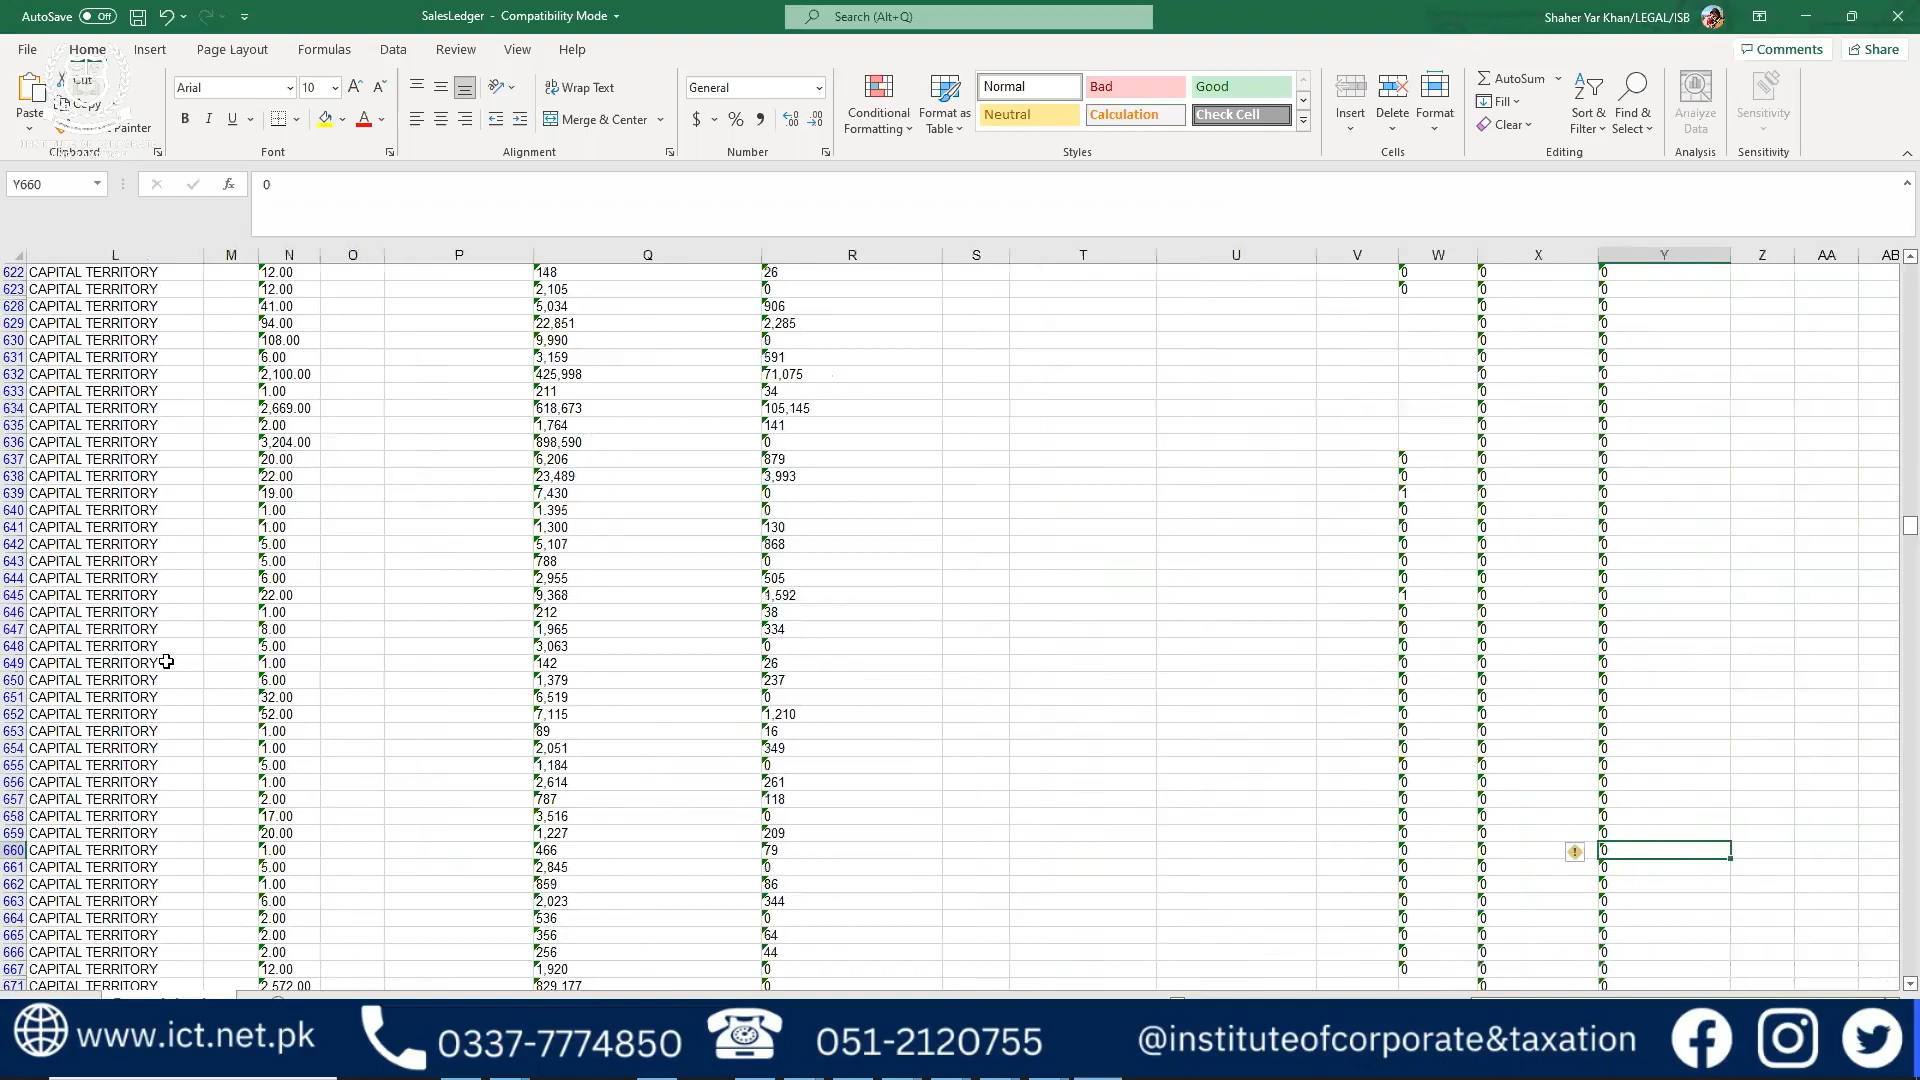 AutoSave Off SalesLedger - Compatibility Mode Search (Alt+Q) Shaher Yar Khan/LEGAL/ISB
File Home Insert Page Layout Formulas Data Review View Help Comments Share
Cut
Copy
Painter
Paste
Clipboard
Arial 10
B I U
Font
Wrap Text
Merge & Center
Alignment
General
$ % ,
Number
Conditional Formatting
Format as Table
Normal Bad Good
Neutral Calculation Check Cell
Styles
Insert Delete Format
Cells
AutoSum
Fill
Clear
Sort & Filter
Find & Select
Editing
Analyze Data
Analysis
Sensitivity
Sensitivity
Y660 fx 0
L M N O P Q R S T U V W X Y Z AA AB
622 CAPITAL TERRITORY 12.00 148 26 0 0 0
623 CAPITAL TERRITORY 12.00 2,105 0 0 0 0
628 CAPITAL TERRITORY 41.00 5,034 906 0 0
629 CAPITAL TERRITORY 94.00 22,851 2,285 0 0
630 CAPITAL TERRITORY 108.00 9,990 0 0 0
631 CAPITAL TERRITORY 6.00 3,159 591 0 0
632 CAPITAL TERRITORY 2,100.00 425,998 71,075 0 0
633 CAPITAL TERRITORY 1.00 211 34 0 0
634 CAPITAL TERRITORY 2,669.00 618,673 105,145 0 0
635 CAPITAL TERRITORY 2.00 1,764 141 0 0
636 CAPITAL TERRITORY 3,204.00 898,590 0 0 0
637 CAPITAL TERRITORY 20.00 6,206 879 0 0 0
638 CAPITAL TERRITORY 22.00 23,489 3,993 0 0 0
639 CAPITAL TERRITORY 19.00 7,430 0 1 0 0
640 CAPITAL TERRITORY 1.00 1,395 0 0 0 0
641 CAPITAL TERRITORY 1.00 1,300 130 0 0 0
642 CAPITAL TERRITORY 5.00 5,107 868 0 0 0
643 CAPITAL TERRITORY 5.00 788 0 0 0 0
644 CAPITAL TERRITORY 6.00 2,955 505 0 0 0
645 CAPITAL TERRITORY 22.00 9,368 1,592 1 0 0
646 CAPITAL TERRITORY 1.00 212 38 0 0 0
647 CAPITAL TERRITORY 8.00 1,965 334 0 0 0
648 CAPITAL TERRITORY 5.00 3,063 0 0 0 0
649 CAPITAL TERRITORY 1.00 142 26 0 0 0
650 CAPITAL TERRITORY 6.00 1,379 237 0 0 0
651 CAPITAL TERRITORY 32.00 6,519 0 0 0 0
652 CAPITAL TERRITORY 52.00 7,115 1,210 0 0 0
653 CAPITAL TERRITORY 1.00 89 16 0 0 0
654 CAPITAL TERRITORY 1.00 2,051 349 0 0 0
655 CAPITAL TERRITORY 5.00 1,184 0 0 0 0
656 CAPITAL TERRITORY 1.00 2,614 261 0 0 0
657 CAPITAL TERRITORY 2.00 787 118 0 0 0
658 CAPITAL TERRITORY 17.00 3,516 0 0 0 0
659 CAPITAL TERRITORY 20.00 1,227 209 0 0 0
660 CAPITAL TERRITORY 1.00 466 79 0 0 0
661 CAPITAL TERRITORY 5.00 2,845 0 0 0 0
662 CAPITAL TERRITORY 1.00 859 86 0 0 0
663 CAPITAL TERRITORY 6.00 2,023 344 0 0 0
664 CAPITAL TERRITORY 2.00 536 0 0 0 0
665 CAPITAL TERRITORY 2.00 356 64 0 0 0
666 CAPITAL TERRITORY 2.00 256 44 0 0 0
667 CAPITAL TERRITORY 12.00 1,920 0 0 0 0
671 CAPITAL TERRITORY 2,572.00 829,177 0 0 0
www.ict.net.pk 0337-7774850 051-2120755 @instituteofcorporate&taxation